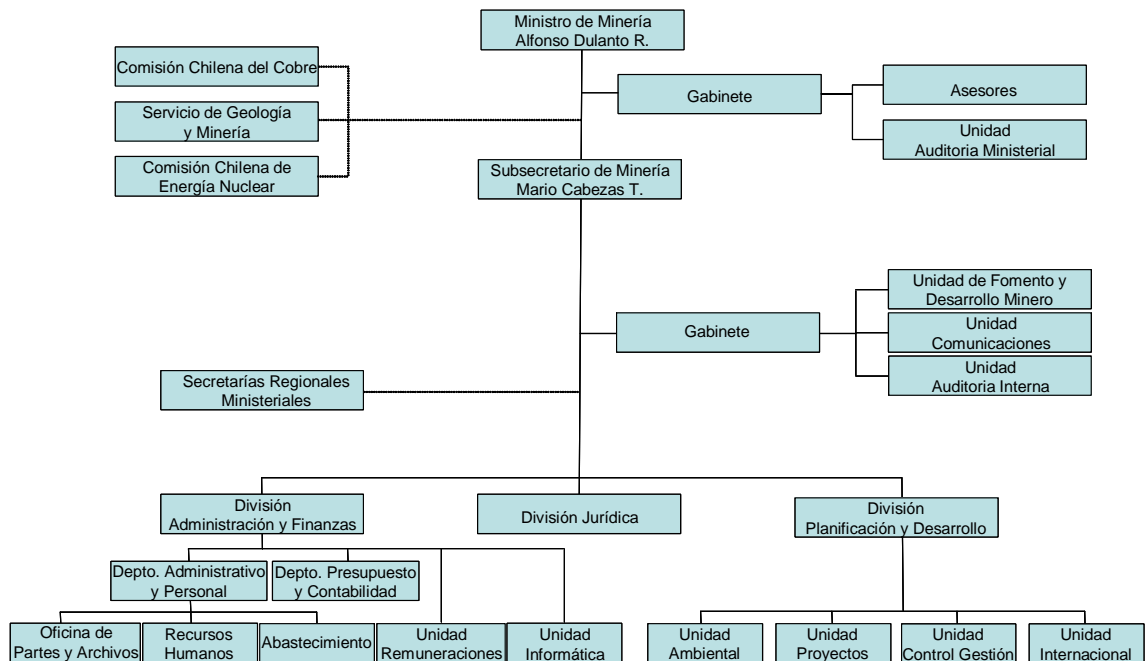 Ministro de Minería
Alfonso Dulanto R.
Comisión Chilena del Cobre
Servicio de Geología
y Minería
Comisión Chilena de
Energía Nuclear
Gabinete
Asesores
Unidad
Auditoria Ministerial
Subsecretario de Minería
Mario Cabezas T.
Gabinete
Unidad de Fomento y
Desarrollo Minero
Unidad
Comunicaciones
Unidad
Auditoria Interna
Secretarías Regionales
Ministeriales
División
Administración y Finanzas
División Jurídica
División
Planificación y Desarrollo
Depto. Administrativo
y Personal
Depto. Presupuesto
y Contabilidad
Oficina de
Partes y Archivos
Recursos
Humanos
Abastecimiento
Unidad
Remuneraciones
Unidad
Informática
Unidad
Ambiental
Unidad
Proyectos
Unidad
Control Gestión
Unidad
Internacional